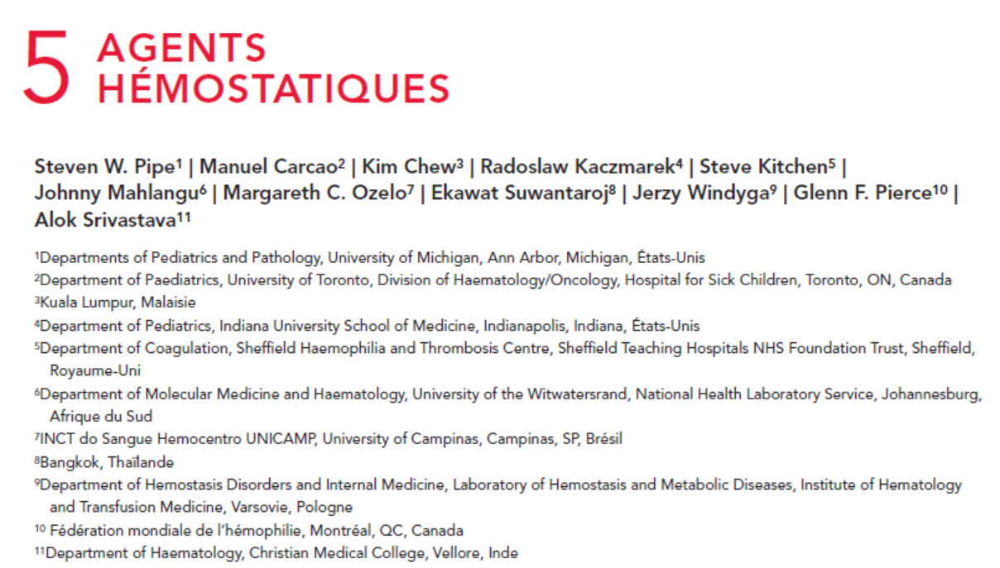 5 AGENTS
HÉMOSTATIQUES
Steven W. Pipe¹ | Manuel Carcao² | Kim Chew³ | Radoslaw Kaczmarek⁴ | Steve Kitchen⁵ |
Johnny Mahlangu⁶ | Margareth C. Ozelo⁷ | Ekawat Suwantaroj⁸ | Jerzy Windyga⁹ | Glenn F. Pierce¹⁰ |
Alok Srivastava¹¹
¹Departments of Pediatrics and Pathology, University of Michigan, Ann Arbor, Michigan, États-Unis
²Department of Paediatrics, University of Toronto, Division of Haematology/Oncology, Hospital for Sick Children, Toronto, ON, Canada
³Kuala Lumpur, Malaisie
⁴Department of Pediatrics, Indiana University School of Medicine, Indianapolis, Indiana, États-Unis
⁵Department of Coagulation, Sheffield Haemophilia and Thrombosis Centre, Sheffield Teaching Hospitals NHS Foundation Trust, Sheffield,
Royaume-Uni
⁶Department of Molecular Medicine and Haematology, University of the Witwatersrand, National Health Laboratory Service, Johannesburg,
Afrique du Sud
⁷INCT do Sangue Hemocentro UNICAMP, University of Campinas, Campinas, SP, Brésil
⁸Bangkok, Thaïlande
⁹Department of Hemostasis Disorders and Internal Medicine, Laboratory of Hemostasis and Metabolic Diseases, Institute of Hematology
and Transfusion Medicine, Varsovie, Pologne
¹⁰ Fédération mondiale de l'hémophilie, Montréal, QC, Canada
¹¹Department of Haematology, Christian Medical College, Vellore, Inde